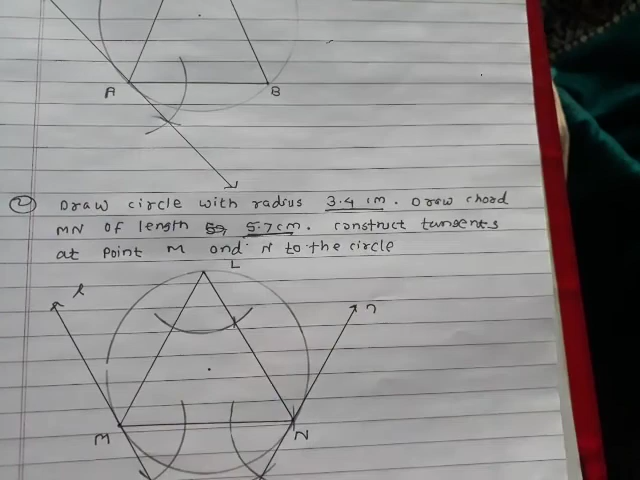 A
B
2 Draw circle with radius 3.4 cm. Draw chord
MN of length 5.7cm. construct tangents
at point M and N to the circle
L
l
n
M
N